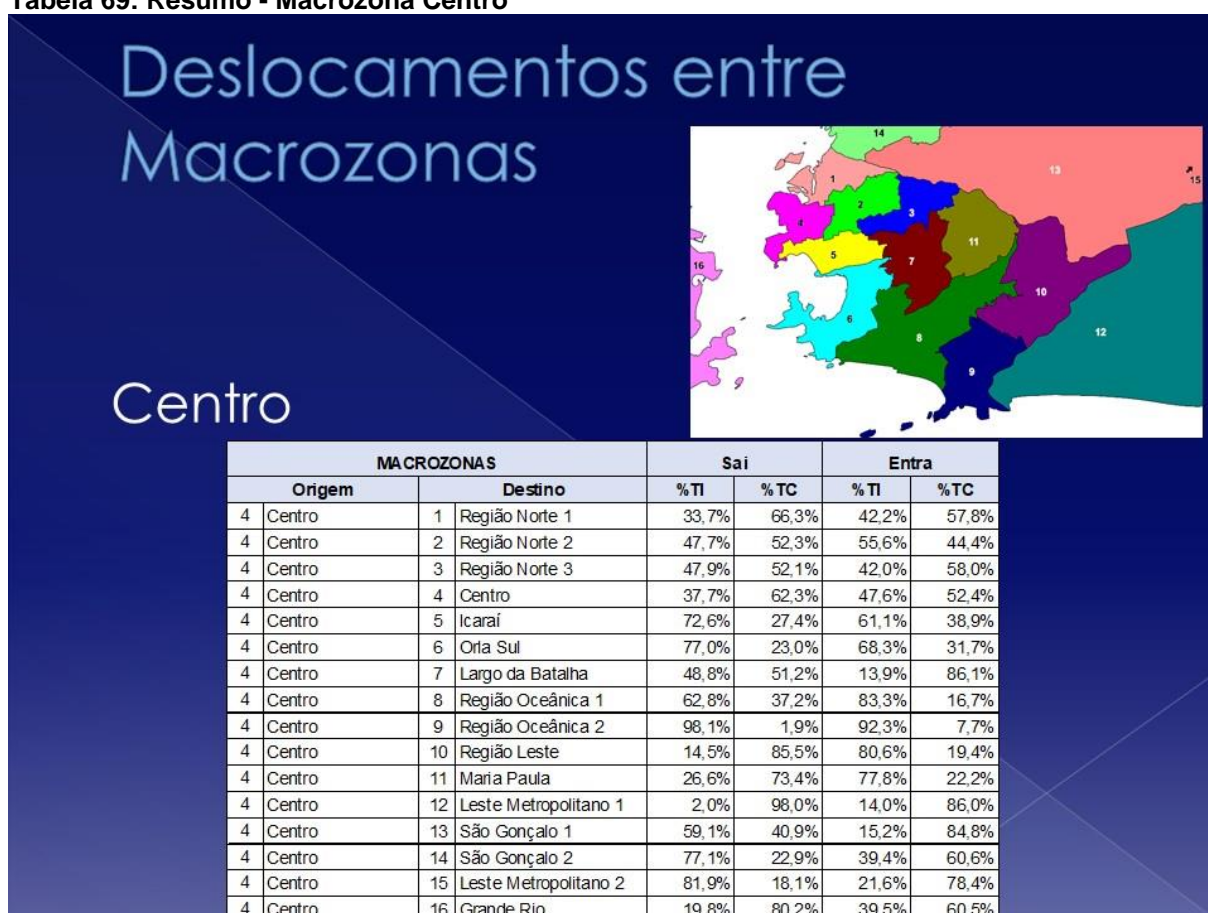 Tabela 69: Resumo - Macrozona Centro
Deslocamentos entre
Macrozonas
14
13
15
1
2
3
4
11
5
7
16
10
6
12
8
9
Centro
MACROZONAS Sai Entra
Origem Destino %TI %TC %TI %TC
4 Centro 1 Região Norte 1 33,7% 66,3% 42,2% 57,8%
4 Centro 2 Região Norte 2 47,7% 52,3% 55,6% 44,4%
4 Centro 3 Região Norte 3 47,9% 52,1% 42,0% 58,0%
4 Centro 4 Centro 37,7% 62,3% 47,6% 52,4%
4 Centro 5 Icaraí 72,6% 27,4% 61,1% 38,9%
4 Centro 6 Orla Sul 77,0% 23,0% 68,3% 31,7%
4 Centro 7 Largo da Batalha 48,8% 51,2% 13,9% 86,1%
4 Centro 8 Região Oceânica 1 62,8% 37,2% 83,3% 16,7%
4 Centro 9 Região Oceânica 2 98,1% 1,9% 92,3% 7,7%
4 Centro 10 Região Leste 14,5% 85,5% 80,6% 19,4%
4 Centro 11 Maria Paula 26,6% 73,4% 77,8% 22,2%
4 Centro 12 Leste Metropolitano 1 2,0% 98,0% 14,0% 86,0%
4 Centro 13 São Gonçalo 1 59,1% 40,9% 15,2% 84,8%
4 Centro 14 São Gonçalo 2 77,1% 22,9% 39,4% 60,6%
4 Centro 15 Leste Metropolitano 2 81,9% 18,1% 21,6% 78,4%
4 Centro 16 Grande Rio 19,8% 80,2% 39,5% 60,5%